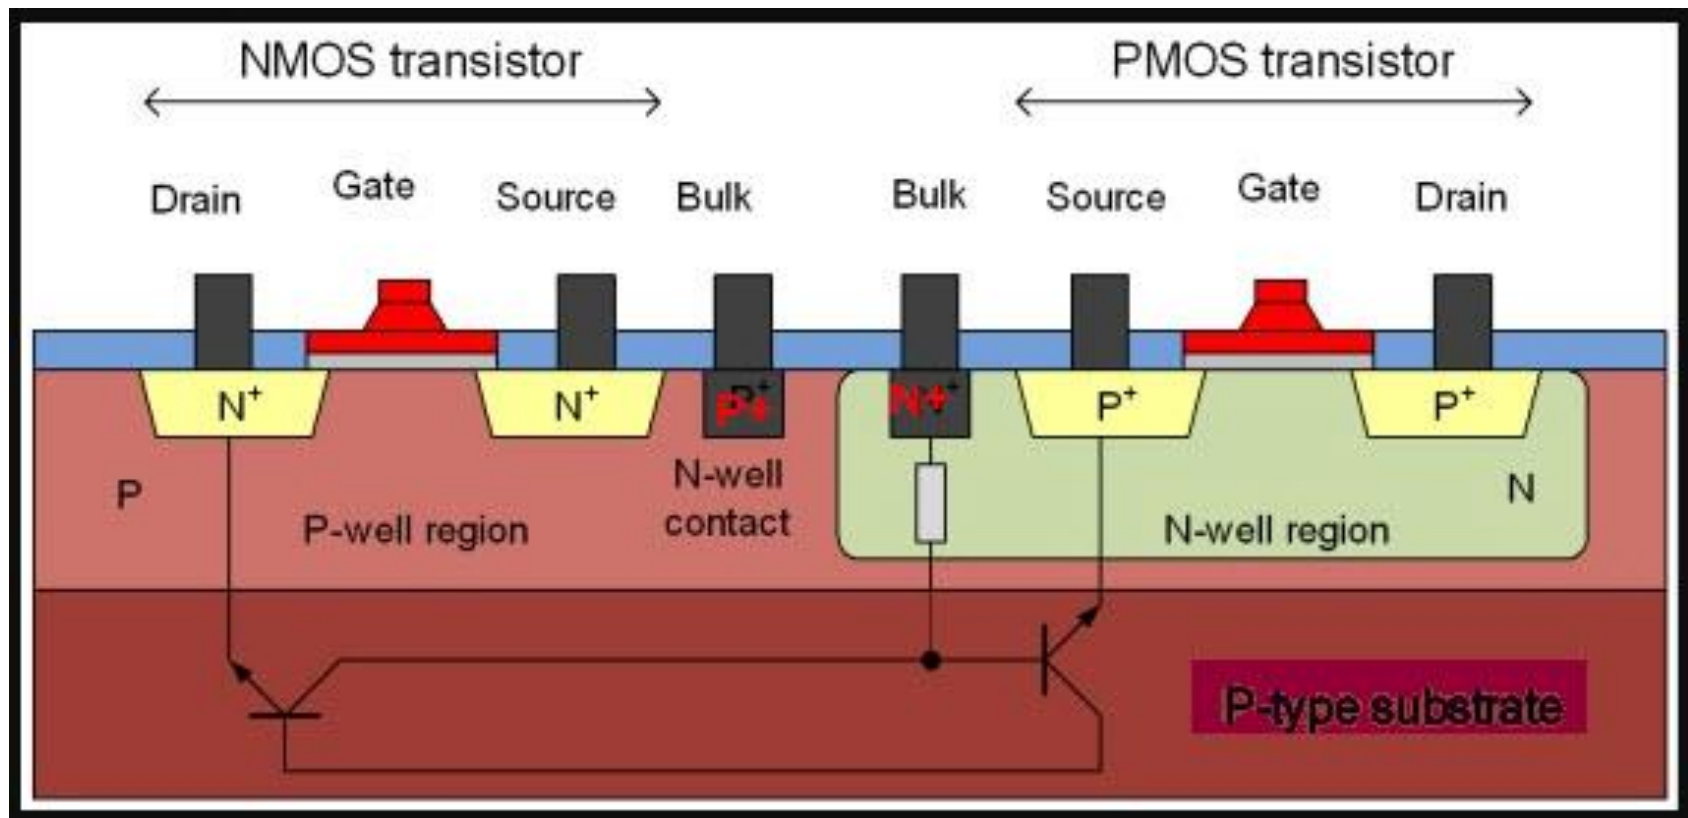 NMOS transistor
PMOS transistor
Drain
Gate
Source
Bulk
Bulk
Source
Gate
Drain
N+
N+
P+
N+
P+
P+
P
P-well region
N-well
contact
N-well region
N
P-type substrate